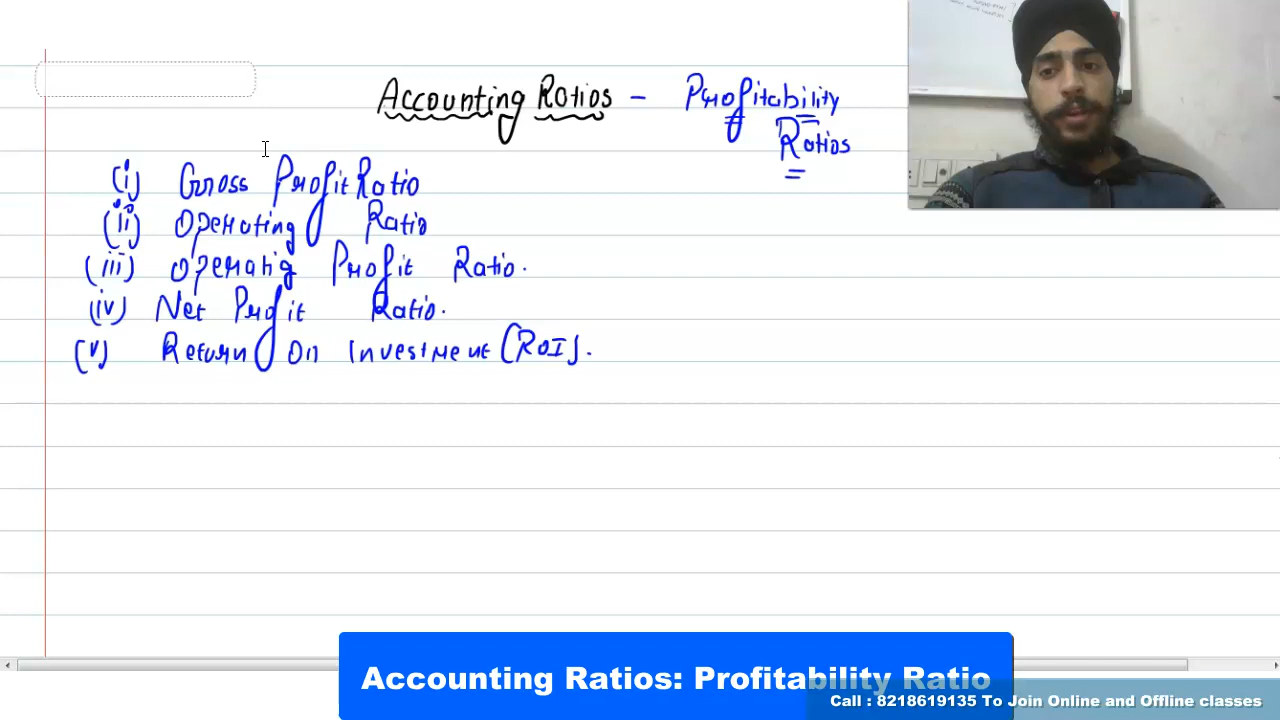 Accounting Ratios - Profitability
Ratios
(i) Gross Profit Ratio
(ii) Operating Ratio
(iii) Operatig Profit Ratio.
(iv) Net Profit Ratio.
(v) Return On Investment (ROI).
Accounting Ratios: Profitability Ratio
Call : 8218619135 To Join Online and Offline classes